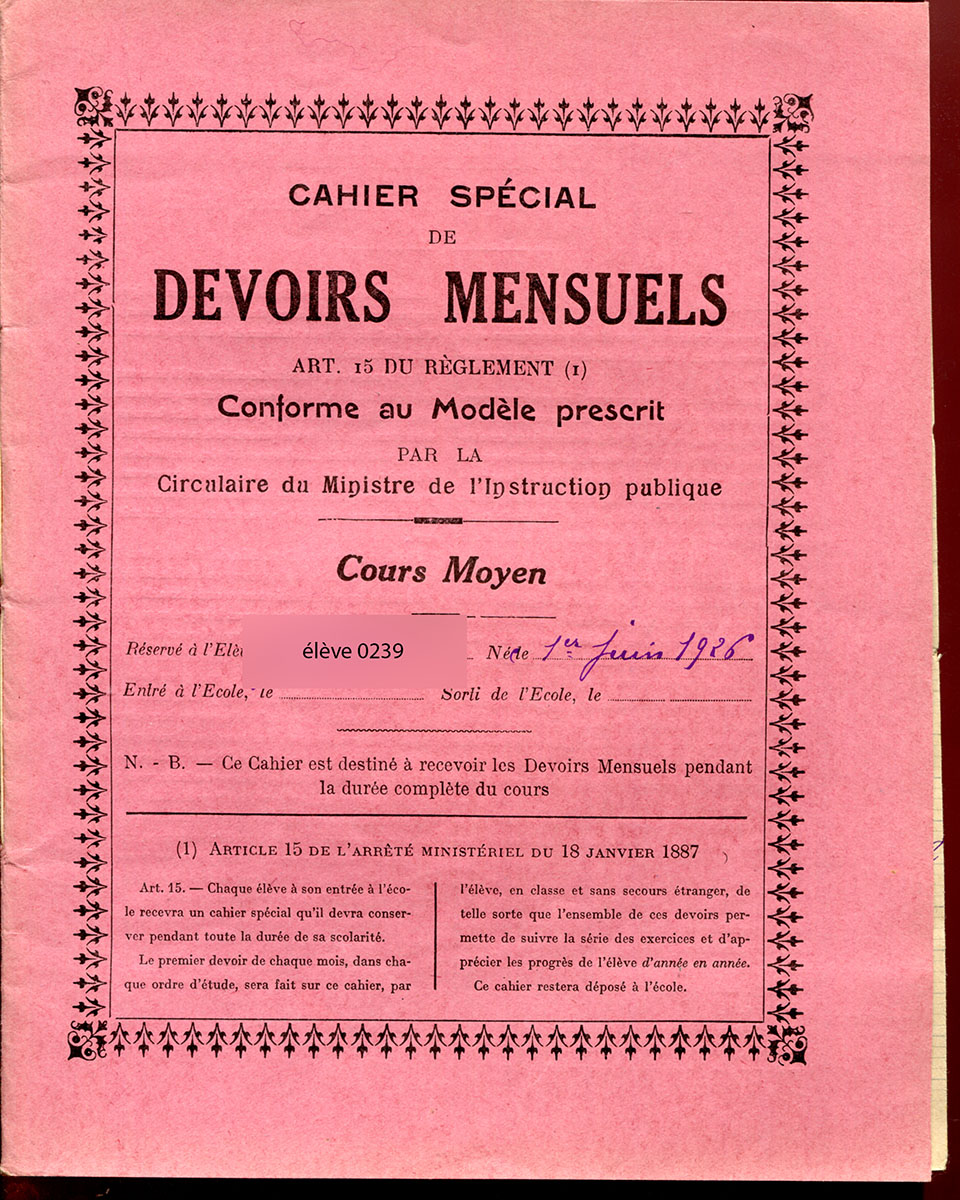 CAHIER SPÉCIAL
DE
DEVOIRS MENSUELS
ART. 15 DU RÈGLEMENT (1)
Conforme au Modèle prescrit
PAR LA
Circulaire du Ministre de l'Instruction publique
Cours Moyen
Réservé à l'Elè élève 0239 Né de 1er Juin 1926
Entré à l'Ecole, le Sorti de l'Ecole, le
N. - B. — Ce Cahier est destiné à recevoir les Devoirs Mensuels pendant
la durée complète du cours
(1) ARTICLE 15 DE L'ARRÊTÉ MINISTÉRIEL DU 18 JANVIER 1887
Art. 15. — Chaque élève à son entrée à l'éco-
le recevra un cahier spécial qu'il devra conser-
ver pendant toute la durée de sa scolarité.
Le premier devoir de chaque mois, dans cha-
que ordre d'étude, sera fait sur ce cahier, par
l'élève, en classe et sans secours étranger, de
telle sorte que l'ensemble de ces devoirs per-
mette de suivre la série des exercices et d'ap-
précier les progrès de l'élève d'année en année.
Ce cahier restera déposé à l'école.